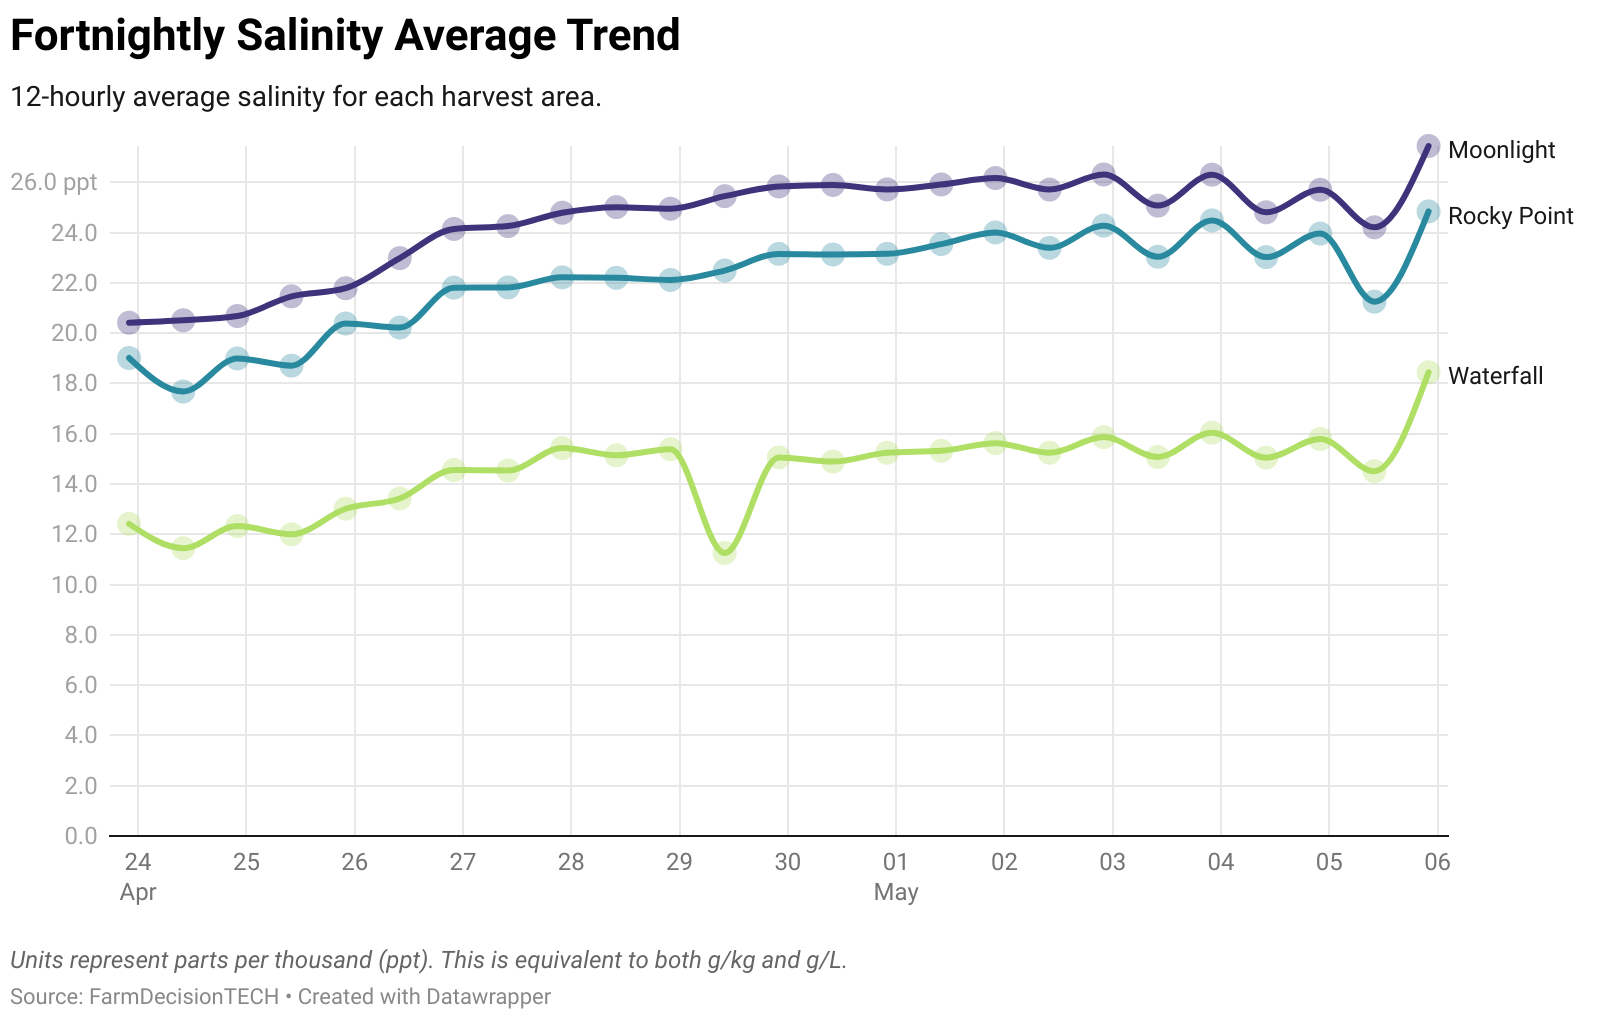 Fortnightly Salinity Average Trend
12-hourly average salinity for each harvest area.
Moonlight
26.0 ppt
Rocky Point
24.0
22.0
20.0
Waterfall
18.0
16.0
14.0
12.0
10.0
8.0
6.0
4.0
2.0
0.0
24 25 26 27 28 29 30 01 02 03 04 05 06
Apr May
Units represent parts per thousand (ppt). This is equivalent to both g/kg and g/L.
Source: FarmDecisionTECH • Created with Datawrapper